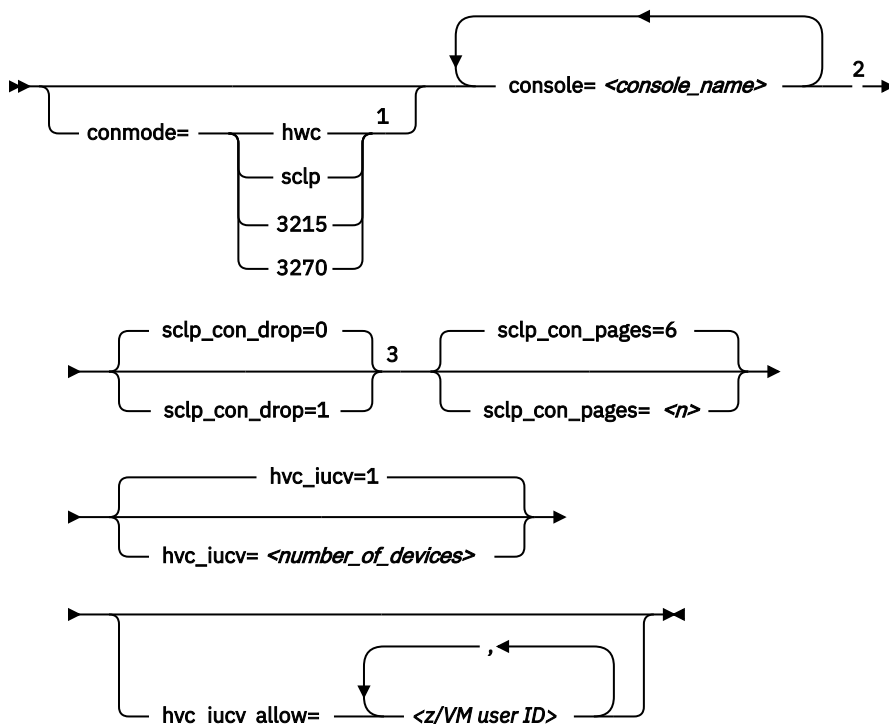 console= <console_name> 2
conmode= hwc 1
sclp
3215
3270
sclp_con_drop=0 sclp_con_pages=6
3
sclp_con_drop=1 sclp_con_pages= <n>
hvc_iucv=1
hvc_iucv= <number_of_devices>
,
hvc_iucv_allow= <z/VM user ID>